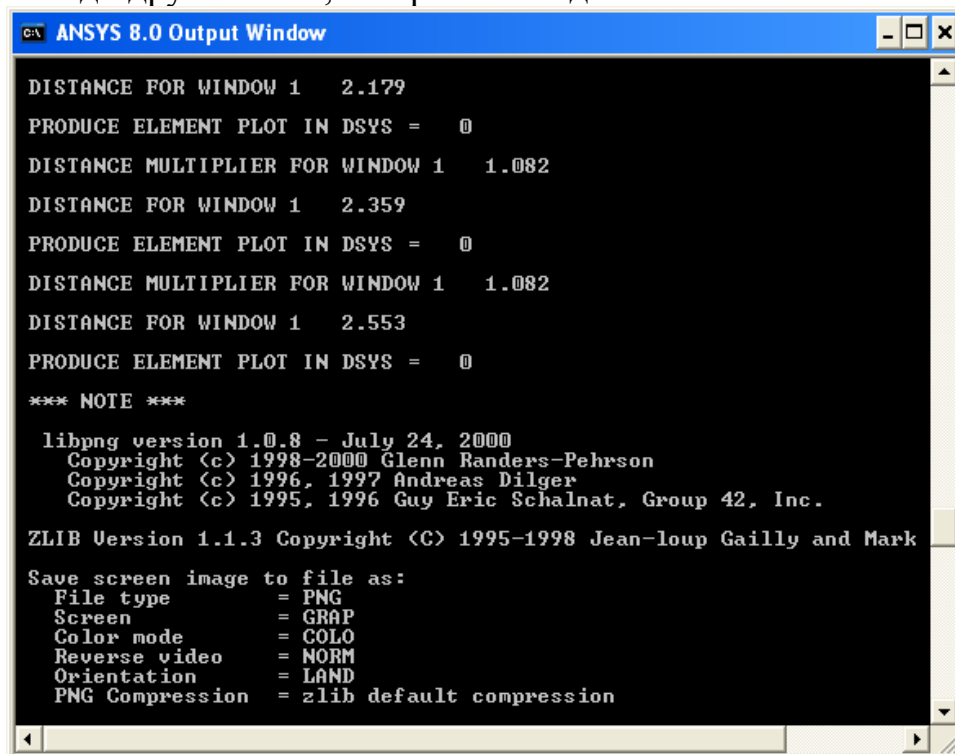 ANSYS 8.0 Output Window
DISTANCE FOR WINDOW 1   2.179
PRODUCE ELEMENT PLOT IN DSYS =   0
DISTANCE MULTIPLIER FOR WINDOW 1   1.082
DISTANCE FOR WINDOW 1   2.359
PRODUCE ELEMENT PLOT IN DSYS =   0
DISTANCE MULTIPLIER FOR WINDOW 1   1.082
DISTANCE FOR WINDOW 1   2.553
PRODUCE ELEMENT PLOT IN DSYS =   0
*** NOTE ***
libpng version 1.0.8 - July 24, 2000
Copyright (c) 1998-2000 Glenn Randers-Pehrson
Copyright (c) 1996, 1997 Andreas Dilger
Copyright (c) 1995, 1996 Guy Eric Schalnat, Group 42, Inc.
ZLIB Version 1.1.3 Copyright (C) 1995-1998 Jean-loup Gailly and Mark
Save screen image to file as:
File type        = PNG
Screen           = GRAP
Color mode       = COLO
Reverse video    = NORM
Orientation      = LAND
PNG Compression  = zlib default compression